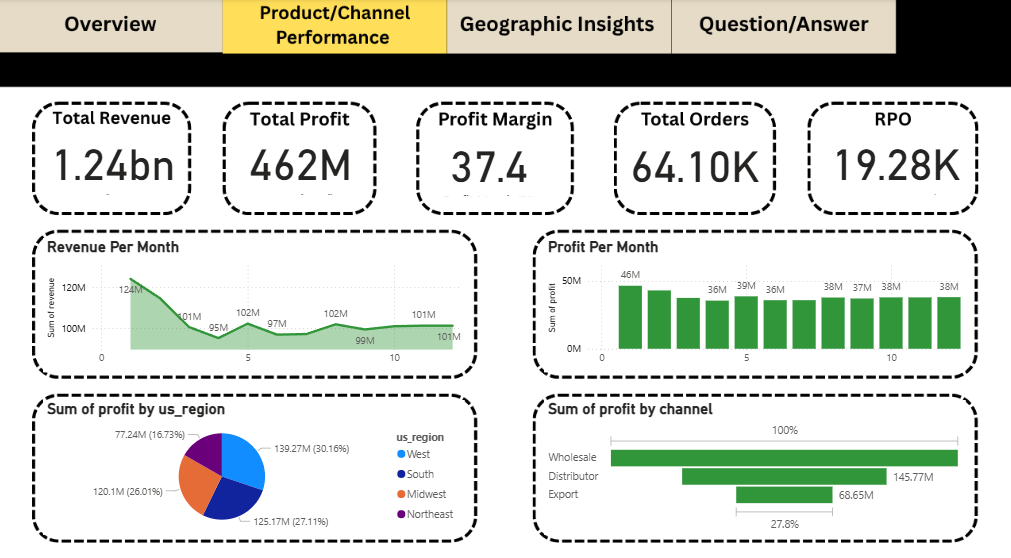 Overview
Product/Channel
Performance
Geographic Insights
Question/Answer
Total Revenue
1.24bn
Total Profit
462M
Profit Margin
37.4
Total Orders
64.10K
RPO
19.28K
Revenue Per Month
Sum of revenue
120M
100M
124M
101M
95M
102M
97M
102M
99M
101M
101M
0
5
10
Profit Per Month
Sum of profit
50M
0M
46M
36M
39M
36M
38M
37M
38M
38M
0
5
10
Sum of profit by us_region
77.24M (16.73%)
139.27M (30.16%)
120.1M (26.01%)
125.17M (27.11%)
us_region
West
South
Midwest
Northeast
Sum of profit by channel
100%
Wholesale
Distributor
145.77M
Export
68.65M
27.8%